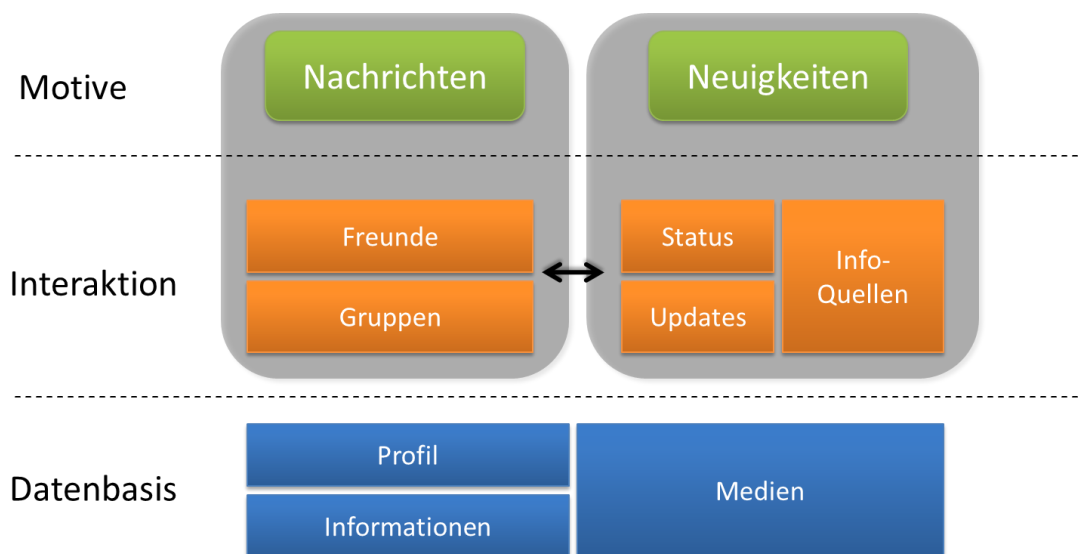 Motive
Nachrichten
Neuigkeiten
Interaktion
Freunde
Gruppen
Status
Updates
Info-
Quellen
Datenbasis
Profil
Informationen
Medien